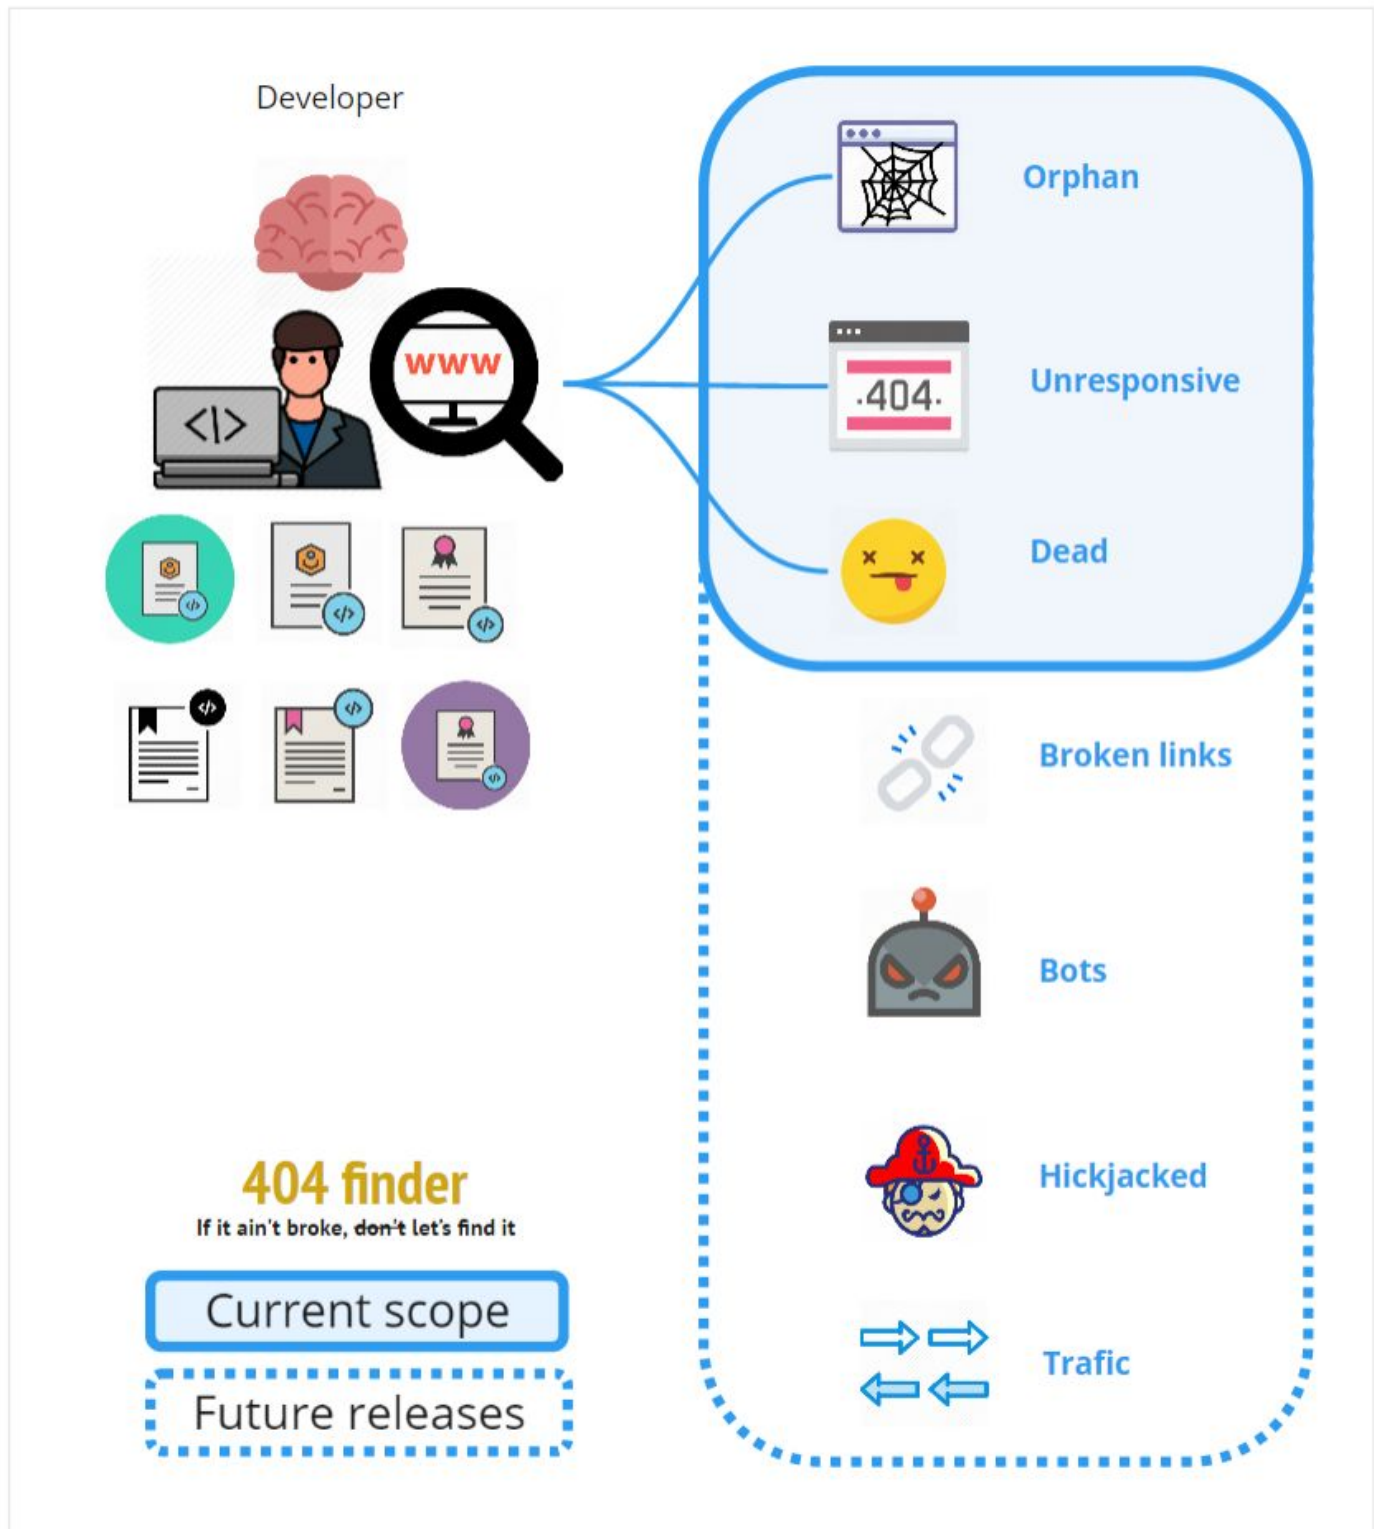 Developer
www
</>
Orphan
404
Unresponsive
Dead
</>
</>
</>
</>
</>
</>
Broken links
Bots
Hickjacked
Trafic
404 finder
If it ain't broke, don't let's find it
Current scope
Future releases